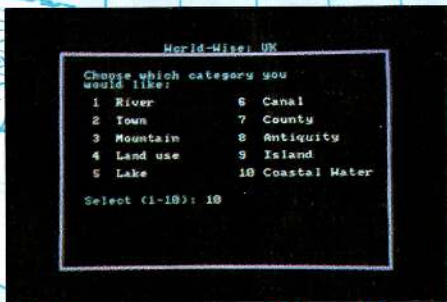 World-Wise: UK
Choose which category you
would like:
1 River 6 Canal
2 Town 7 County
3 Mountain 8 Antiquity
4 Land use 9 Island
5 Lake 10 Coastal Water
Select (1-10): 10